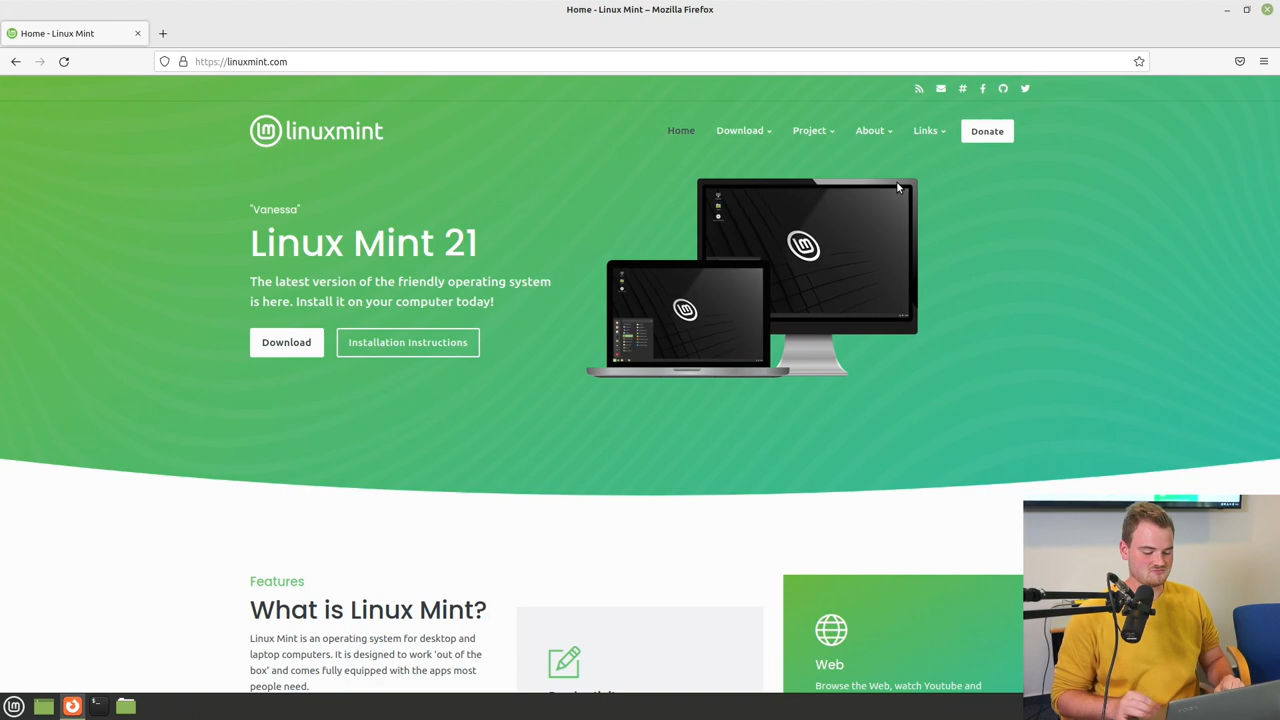 Home - Linux Mint – Mozilla Firefox
Home - Linux Mint
https://linuxmint.com
linuxmint
Home
Download
Project
About
Links
Donate
"Vanessa"
Linux Mint 21
The latest version of the friendly operating system
is here. Install it on your computer today!
Download
Installation Instructions
Features
What is Linux Mint?
Linux Mint is an operating system for desktop and
laptop computers. It is designed to work 'out of the
box' and comes fully equipped with the apps most
people need.
Web
Browse the Web, watch Youtube and